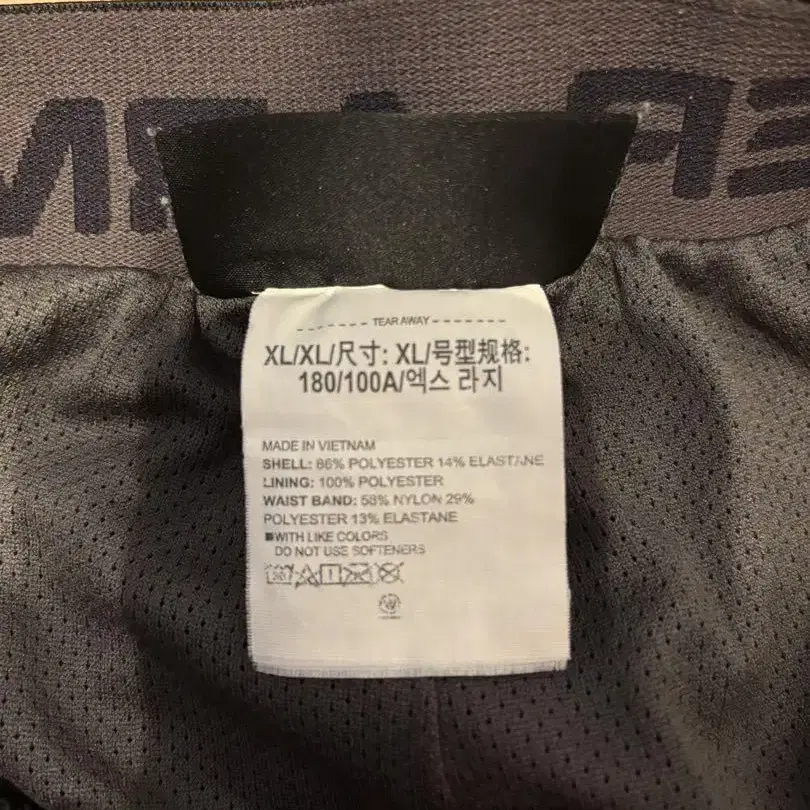 TEAR AWAY
XL/XL/尺寸: XL/号型规格:
180/100A/엑스 라지
MADE IN VIETNAM
SHELL: 86% POLYESTER 14% ELASTANE
LINING: 100% POLYESTER
WAIST BAND: 58% NYLON 29%
POLYESTER 13% ELASTANE
WITH LIKE COLORS
DO NOT USE SOFTENERS